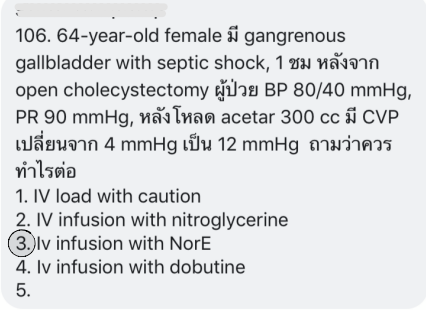 106. 64-year-old female มี gangrenous
gallbladder with septic shock, 1 ชม หลังจาก
open cholecystectomy ผู้ป่วย BP 80/40 mmHg,
PR 90 mmHg, หลังโหลด acetar 300 cc มี CVP
เปลี่ยนจาก 4 mmHg เป็น 12 mmHg ถามว่าควร
ทำไรต่อ
1. IV load with caution
2. IV infusion with nitroglycerine
3. Iv infusion with NorE
4. Iv infusion with dobutine
5.